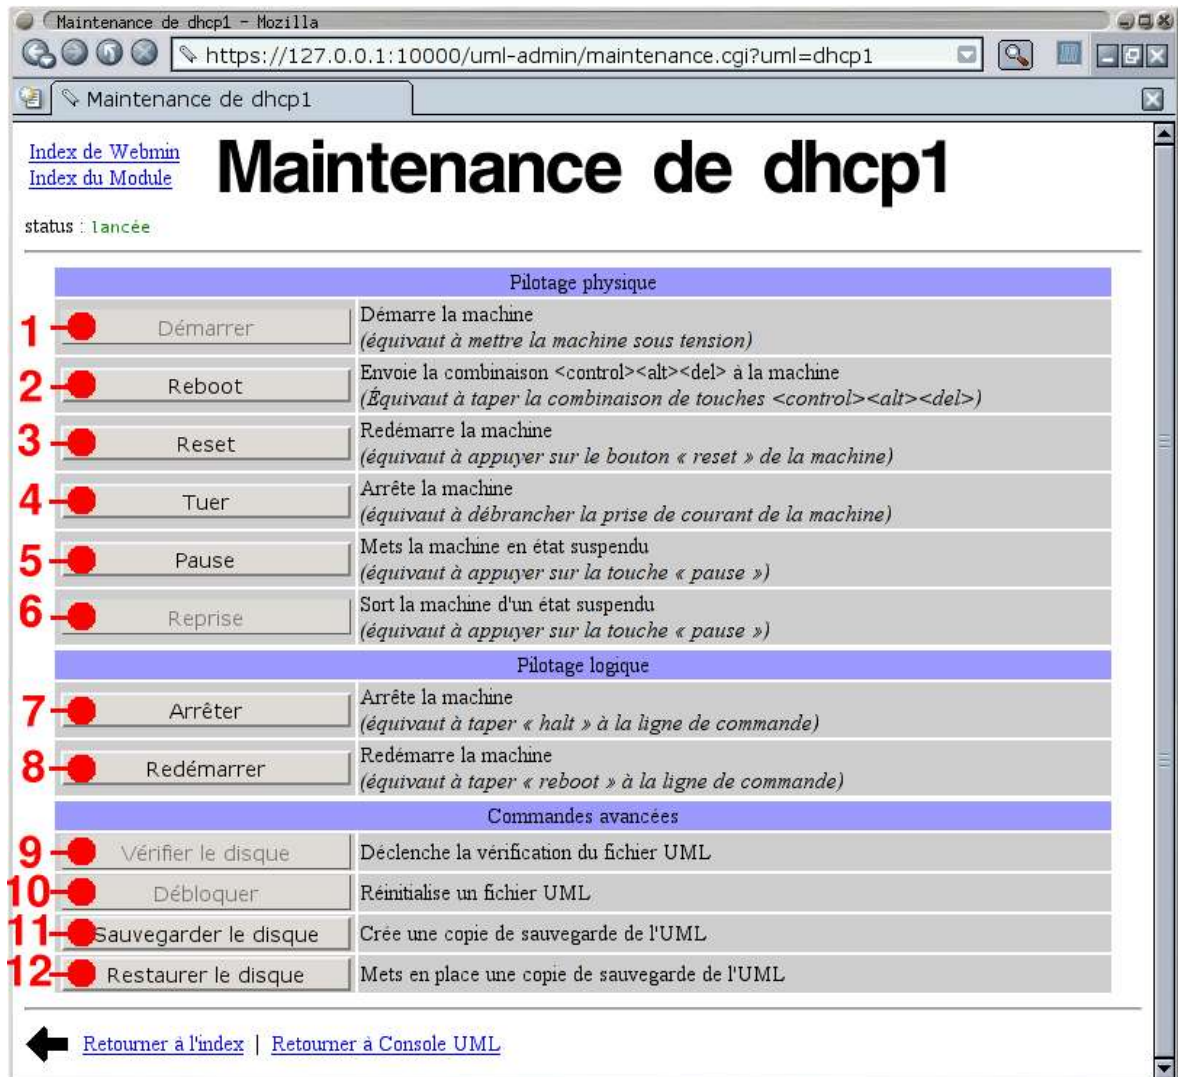 Maintenance de dhcp1 - Mozilla
https://127.0.0.1:10000/uml-admin/maintenance.cgi?uml=dhcp1
Maintenance de dhcp1
Index de Webmin
Index du Module
Maintenance de dhcp1
status : lancée
Pilotage physique
1 Démarrer
Démarre la machine
(équivaut à mettre la machine sous tension)
2 Reboot
Envoie la combinaison <control><alt><del> à la machine
(Équivaut à taper la combinaison de touches <control><alt><del>)
3 Reset
Redémarre la machine
(équivaut à appuyer sur le bouton « reset » de la machine)
4 Tuer
Arrête la machine
(équivaut à débrancher la prise de courant de la machine)
5 Pause
Mets la machine en état suspendu
(équivaut à appuyer sur la touche « pause »)
6 Reprise
Sort la machine d'un état suspendu
(équivaut à appuyer sur la touche « pause »)
Pilotage logique
7 Arrêter
Arrête la machine
(équivaut à taper « halt » à la ligne de commande)
8 Redémarrer
Redémarre la machine
(équivaut à taper « reboot » à la ligne de commande)
Commandes avancées
9 Vérifier le disque Déclenche la vérification du fichier UML
10 Débloquer Réinitialise un fichier UML
11 Sauvegarder le disque Crée une copie de sauvegarde de l'UML
12 Restaurer le disque Mets en place une copie de sauvegarde de l'UML
Retourner à l'index | Retourner à Console UML